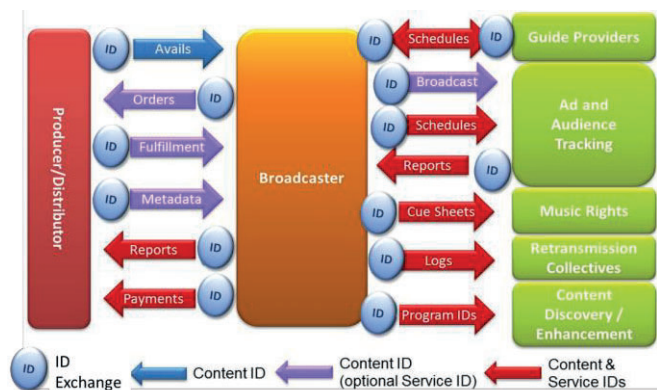 ID
Avails
ID
Schedules
ID
Guide Providers
Orders
ID
ID
Broadcast
ID
Fulfillment
ID
Schedules
Ad and
Audience
Tracking
Producer/Distributor
Broadcaster
Reports
ID
ID
Metadata
ID
Cue Sheets
Music Rights
Reports
ID
ID
Logs
Retransmission
Collectives
Payments
ID
ID
Program IDs
Content
Discovery /
Enhancement
ID
ID
Exchange
Content ID
Content ID
(optional Service ID)
Content &
Service IDs